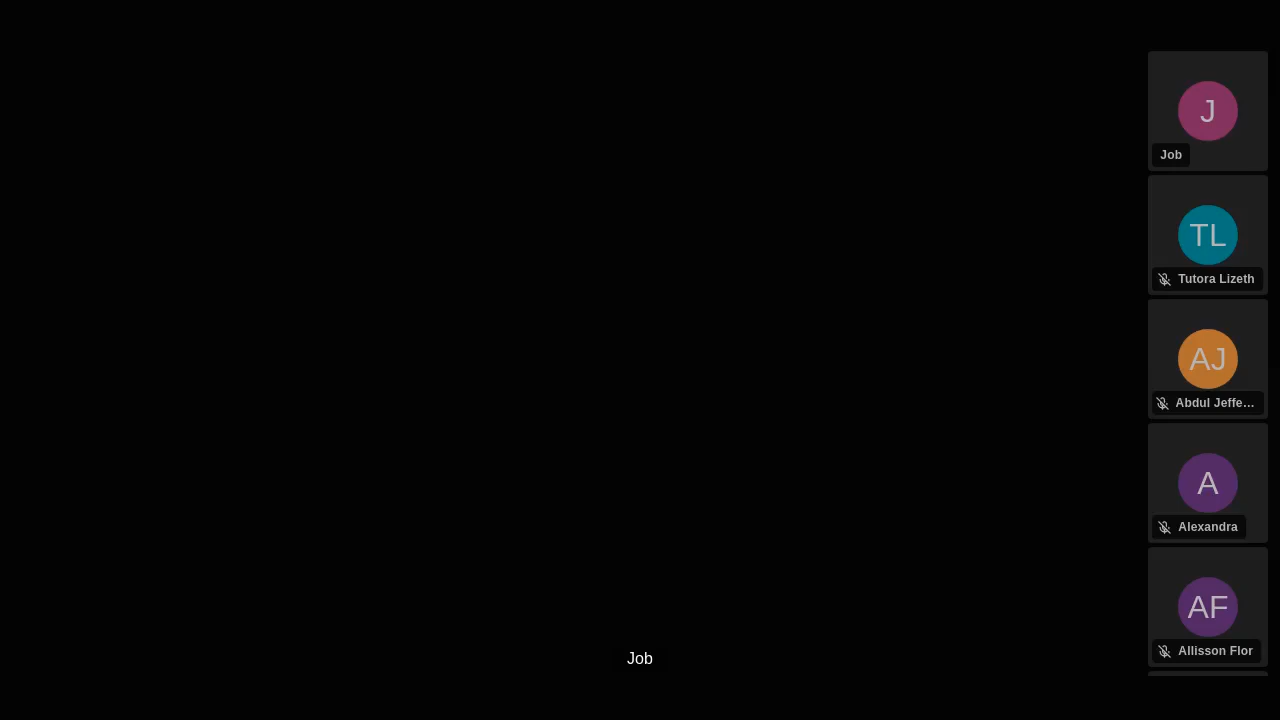 J
Job
TL
Tutora Lizeth
AJ
Abdul Jeffe...
A
Alexandra
AF
Allisson Flor
Job